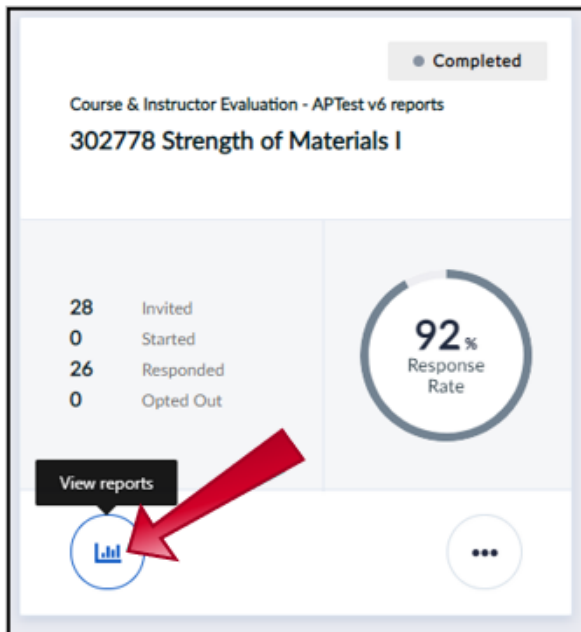 Completed
Course & Instructor Evaluation - APTest v6 reports
302778 Strength of Materials I
28 Invited
0 Started
26 Responded
0 Opted Out
92 %
Response
Rate
View reports